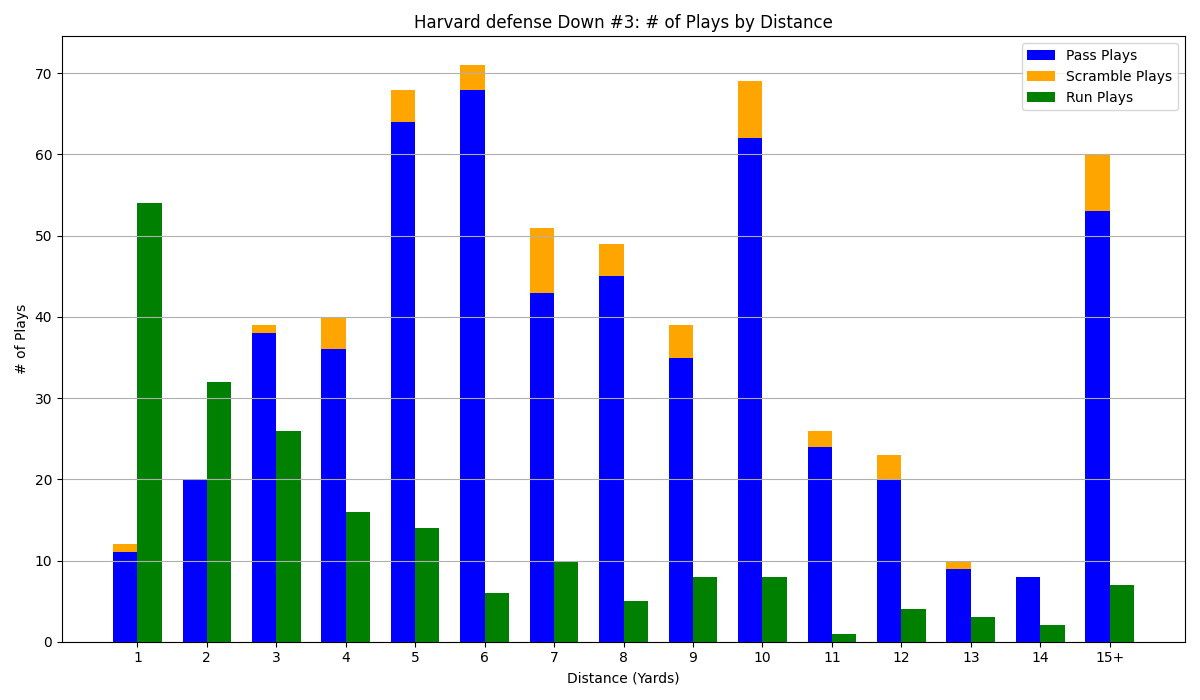 Harvard defense Down #3: # of Plays by Distance
Pass Plays
Scramble Plays
Run Plays
# of Plays
70
60
50
40
30
20
10
0
1 2 3 4 5 6 7 8 9 10 11 12 13 14 15+
Distance (Yards)